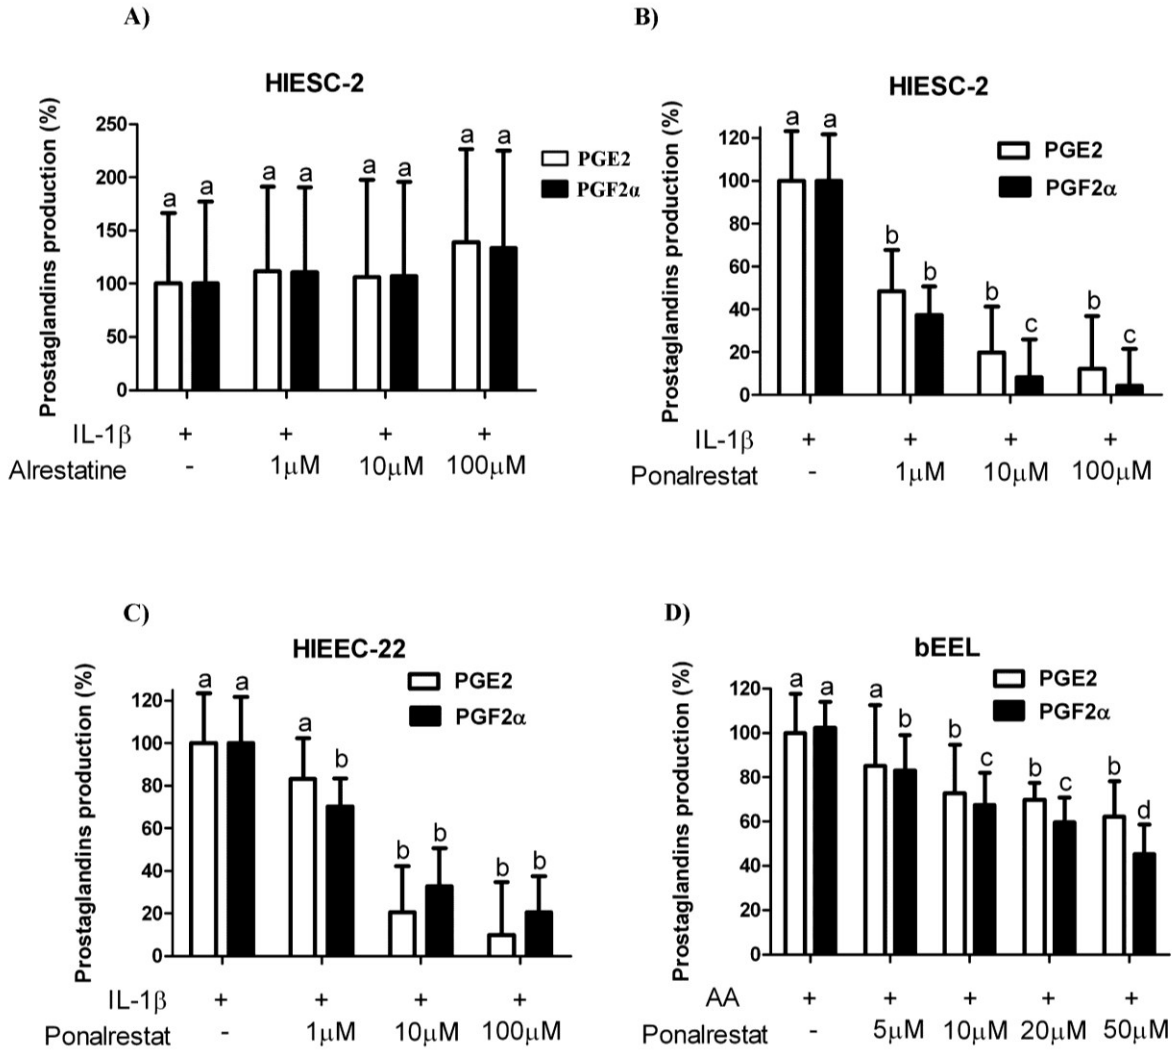 A)
HIESC-2
Prostaglandins production (%)
250
200
150
100
50
0
a a a a a a a a
PGE2
PGF2α
IL-1β + + + +
Alrestatine - 1μM 10μM 100μM
B)
HIESC-2
Prostaglandins production (%)
120
100
80
60
40
20
0
a a b b b c b c
PGE2
PGF2α
IL-1β + + + +
Ponalrestat - 1μM 10μM 100μM
C)
HIEEC-22
Prostaglandins production (%)
120
100
80
60
40
20
0
a a a b b b b b
PGE2
PGF2α
IL-1β + + + +
Ponalrestat - 1μM 10μM 100μM
D)
bEEL
Prostaglandins production (%)
120
100
80
60
40
20
0
a a a b b c b c b d
PGE2
PGF2α
AA + + + + +
Ponalrestat - 5μM 10μM 20μM 50μM